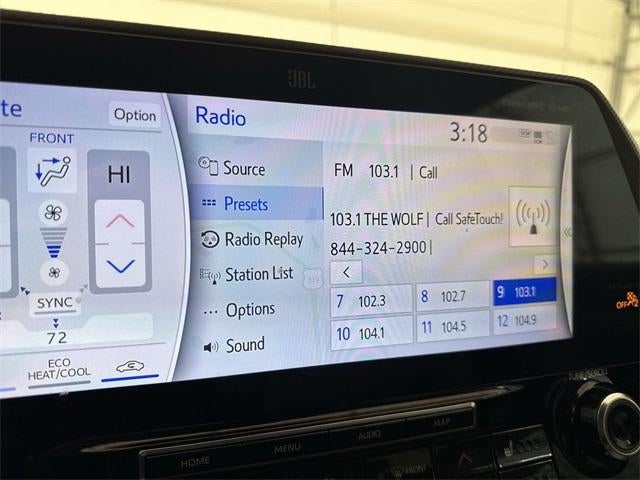 JBL
te
Option
Radio
3:18
FRONT
HI
SYNC
72
ECO
HEAT/COOL
Source
Presets
Radio Replay
Station List
Options
Sound
FM 103.1 | Call
103.1 THE WOLF | Call SafeTouch!
844-324-2900 |
<
>
7 102.3
8 102.7
9 103.1
10 104.1
11 104.5
12 104.9
319
OFF
2
TUNE/SCROLL
HOME
MENU
AUDIO
MAP
FRONT